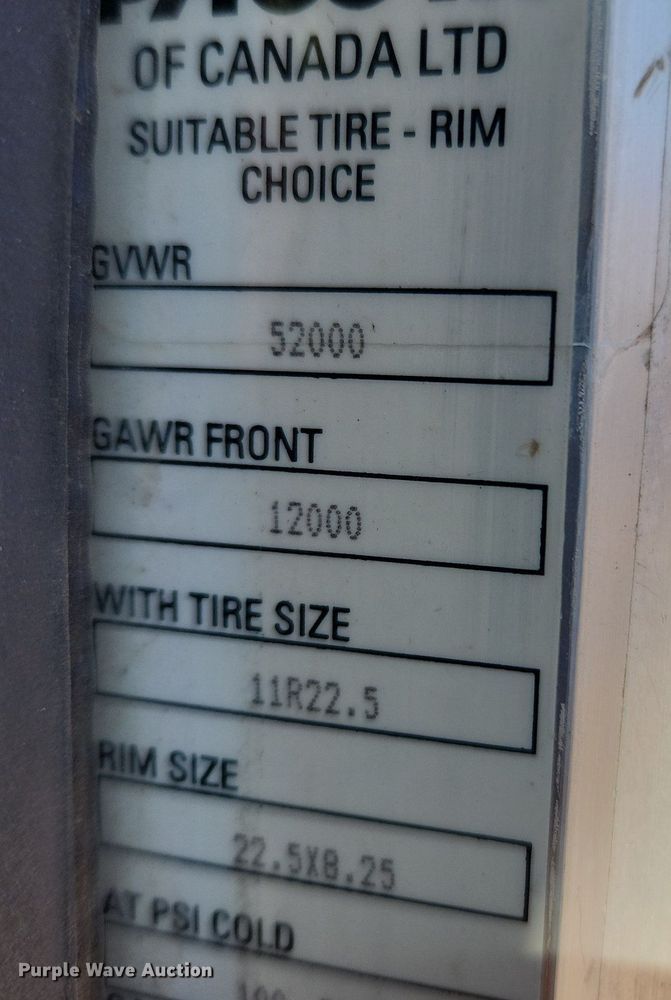 OF CANADA LTD
SUITABLE TIRE - RIM
CHOICE
GVWR
52000
GAWR FRONT
12000
WITH TIRE SIZE
11R22.5
RIM SIZE
22.5X8.25
AT PSI COLD
Purple Wave Auction